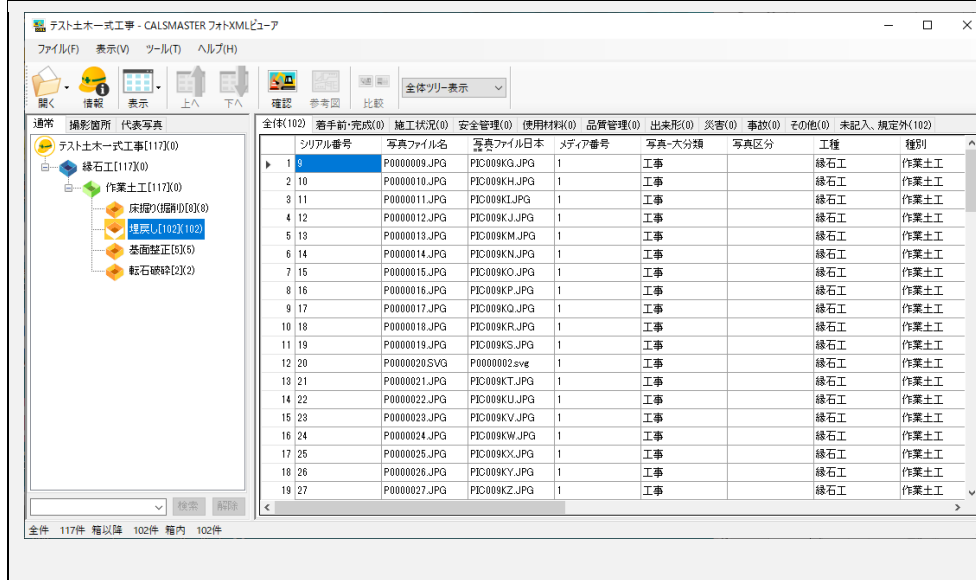 テスト土木一式工事 - CALSMASTER フォトXMLビューア
ファイル(F) 表示(V) ツール(T) ヘルプ(H)
開く 情報 表示 上へ 下へ 確認 参考図 比較 全体ツリー表示
通常 撮影箇所 代表写真
テスト土木一式工事[117](0)
縁石工[117](0)
作業土工[117](0)
床掘り(掘削)[8](8)
埋戻し[102](102)
基面整正[5](5)
転石破砕[2](2)
検索 解除
全体(102) 着手前・完成(0) 施工状況(0) 安全管理(0) 使用材料(0) 品質管理(0) 出来形(0) 災害(0) 事故(0) その他(0) 未記入、規定外(102)
シリアル番号 写真ファイル名 写真ファイル日本 メディア番号 写真-大分類 写真区分 工種 種別
1 9 P0000009.JPG PIC009KG.JPG 1 工事 縁石工 作業土工
2 10 P0000010.JPG PIC009KH.JPG 1 工事 縁石工 作業土工
3 11 P0000011.JPG PIC009KI.JPG 1 工事 縁石工 作業土工
4 12 P0000012.JPG PIC009KJ.JPG 1 工事 縁石工 作業土工
5 13 P0000013.JPG PIC009KM.JPG 1 工事 縁石工 作業土工
6 14 P0000014.JPG PIC009KN.JPG 1 工事 縁石工 作業土工
7 15 P0000015.JPG PIC009KO.JPG 1 工事 縁石工 作業土工
8 16 P0000016.JPG PIC009KP.JPG 1 工事 縁石工 作業土工
9 17 P0000017.JPG PIC009KQ.JPG 1 工事 縁石工 作業土工
10 18 P0000018.JPG PIC009KR.JPG 1 工事 縁石工 作業土工
11 19 P0000019.JPG PIC009KS.JPG 1 工事 縁石工 作業土工
12 20 P0000020.SVG P0000002.svg 1 工事 縁石工 作業土工
13 21 P0000021.JPG PIC009KT.JPG 1 工事 縁石工 作業土工
14 22 P0000022.JPG PIC009KU.JPG 1 工事 縁石工 作業土工
15 23 P0000023.JPG PIC009KV.JPG 1 工事 縁石工 作業土工
16 24 P0000024.JPG PIC009KW.JPG 1 工事 縁石工 作業土工
17 25 P0000025.JPG PIC009KX.JPG 1 工事 縁石工 作業土工
18 26 P0000026.JPG PIC009KY.JPG 1 工事 縁石工 作業土工
19 27 P0000027.JPG PIC009KZ.JPG 1 工事 縁石工 作業土工
全件 117件 箱以降 102件 箱内 102件